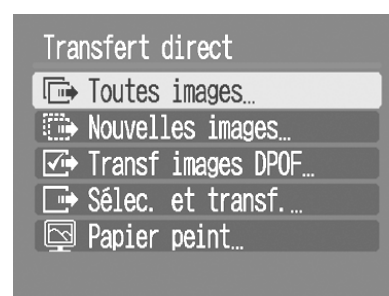 Transfert direct
Toutes images…
Nouvelles images…
Transf images DPOF…
Sélec. et transf.…
Papier peint…